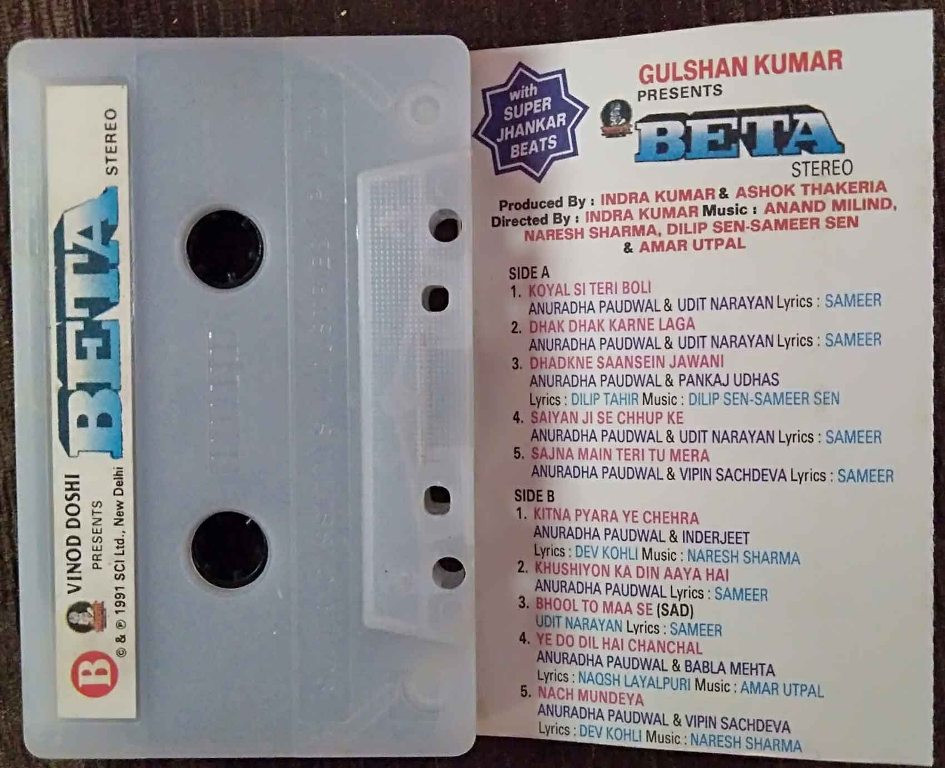 B
VINOD DOSHI
PRESENTS
© & ℗ 1991 SCI Ltd., New Delhi
BETA
STEREO
with
SUPER
JHANKAR
BEATS
GULSHAN KUMAR
PRESENTS
BETA
STEREO
Produced By : INDRA KUMAR & ASHOK THAKERIA
Directed By : INDRA KUMAR Music : ANAND MILIND,
NARESH SHARMA, DILIP SEN-SAMEER SEN
& AMAR UTPAL
SIDE A
1. KOYAL SI TERI BOLI
ANURADHA PAUDWAL & UDIT NARAYAN Lyrics : SAMEER
2. DHAK DHAK KARNE LAGA
ANURADHA PAUDWAL & UDIT NARAYAN Lyrics : SAMEER
3. DHADKNE SAANSEIN JAWANI
ANURADHA PAUDWAL & PANKAJ UDHAS
Lyrics : DILIP TAHIR Music : DILIP SEN-SAMEER SEN
4. SAIYAN JI SE CHHUP KE
ANURADHA PAUDWAL & UDIT NARAYAN Lyrics : SAMEER
5. SAJNA MAIN TERI TU MERA
ANURADHA PAUDWAL & VIPIN SACHDEVA Lyrics : SAMEER
SIDE B
1. KITNA PYARA YE CHEHRA
ANURADHA PAUDWAL & INDERJEET
Lyrics : DEV KOHLI Music : NARESH SHARMA
2. KHUSHIYON KA DIN AAYA HAI
ANURADHA PAUDWAL Lyrics : SAMEER
3. BHOOL TO MAA SE (SAD)
UDIT NARAYAN Lyrics : SAMEER
4. YE DO DIL HAI CHANCHAL
ANURADHA PAUDWAL & BABLA MEHTA
Lyrics : NAQSH LAYALPURI Music : AMAR UTPAL
5. NACH MUNDEYA
ANURADHA PAUDWAL & VIPIN SACHDEVA
Lyrics : DEV KOHLI Music : NARESH SHARMA